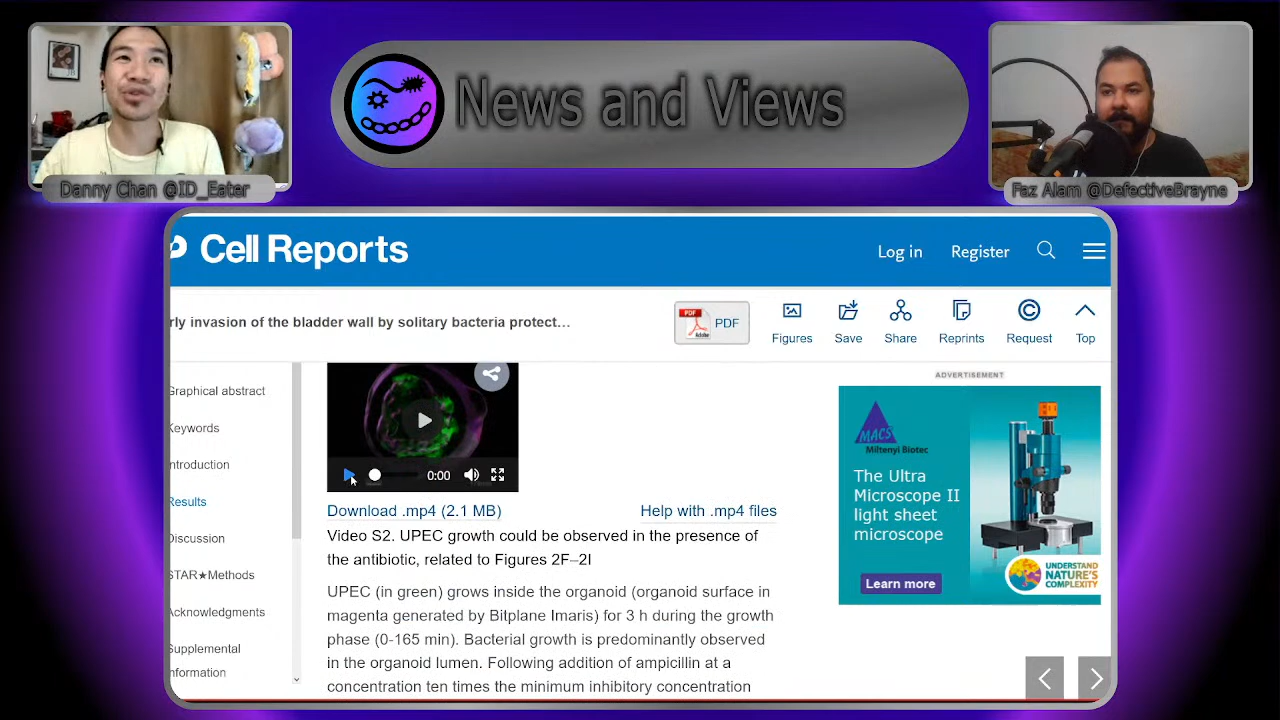 News and Views
Danny Chan @ID_Eater
Faz Alam @DefectiveBrayne
Cell Reports
Log in
Register
rly invasion of the bladder wall by solitary bacteria protect…
PDF
Adobe
PDF
Figures
Save
Share
Reprints
Request
Top
Graphical abstract
Keywords
Introduction
Results
Discussion
STAR★Methods
Acknowledgments
Supplemental
nformation
0:00
Download .mp4 (2.1 MB)
Help with .mp4 files
Video S2. UPEC growth could be observed in the presence of
the antibiotic, related to Figures 2F–2I
UPEC (in green) grows inside the organoid (organoid surface in
magenta generated by Bitplane Imaris) for 3 h during the growth
phase (0-165 min). Bacterial growth is predominantly observed
in the organoid lumen. Following addition of ampicillin at a
concentration ten times the minimum inhibitory concentration
ADVERTISEMENT
MACS
Miltenyi Biotec
The Ultra
Microscope II
light sheet
microscope
Learn more
UNDERSTAND
NATURE'S
COMPLEXITY